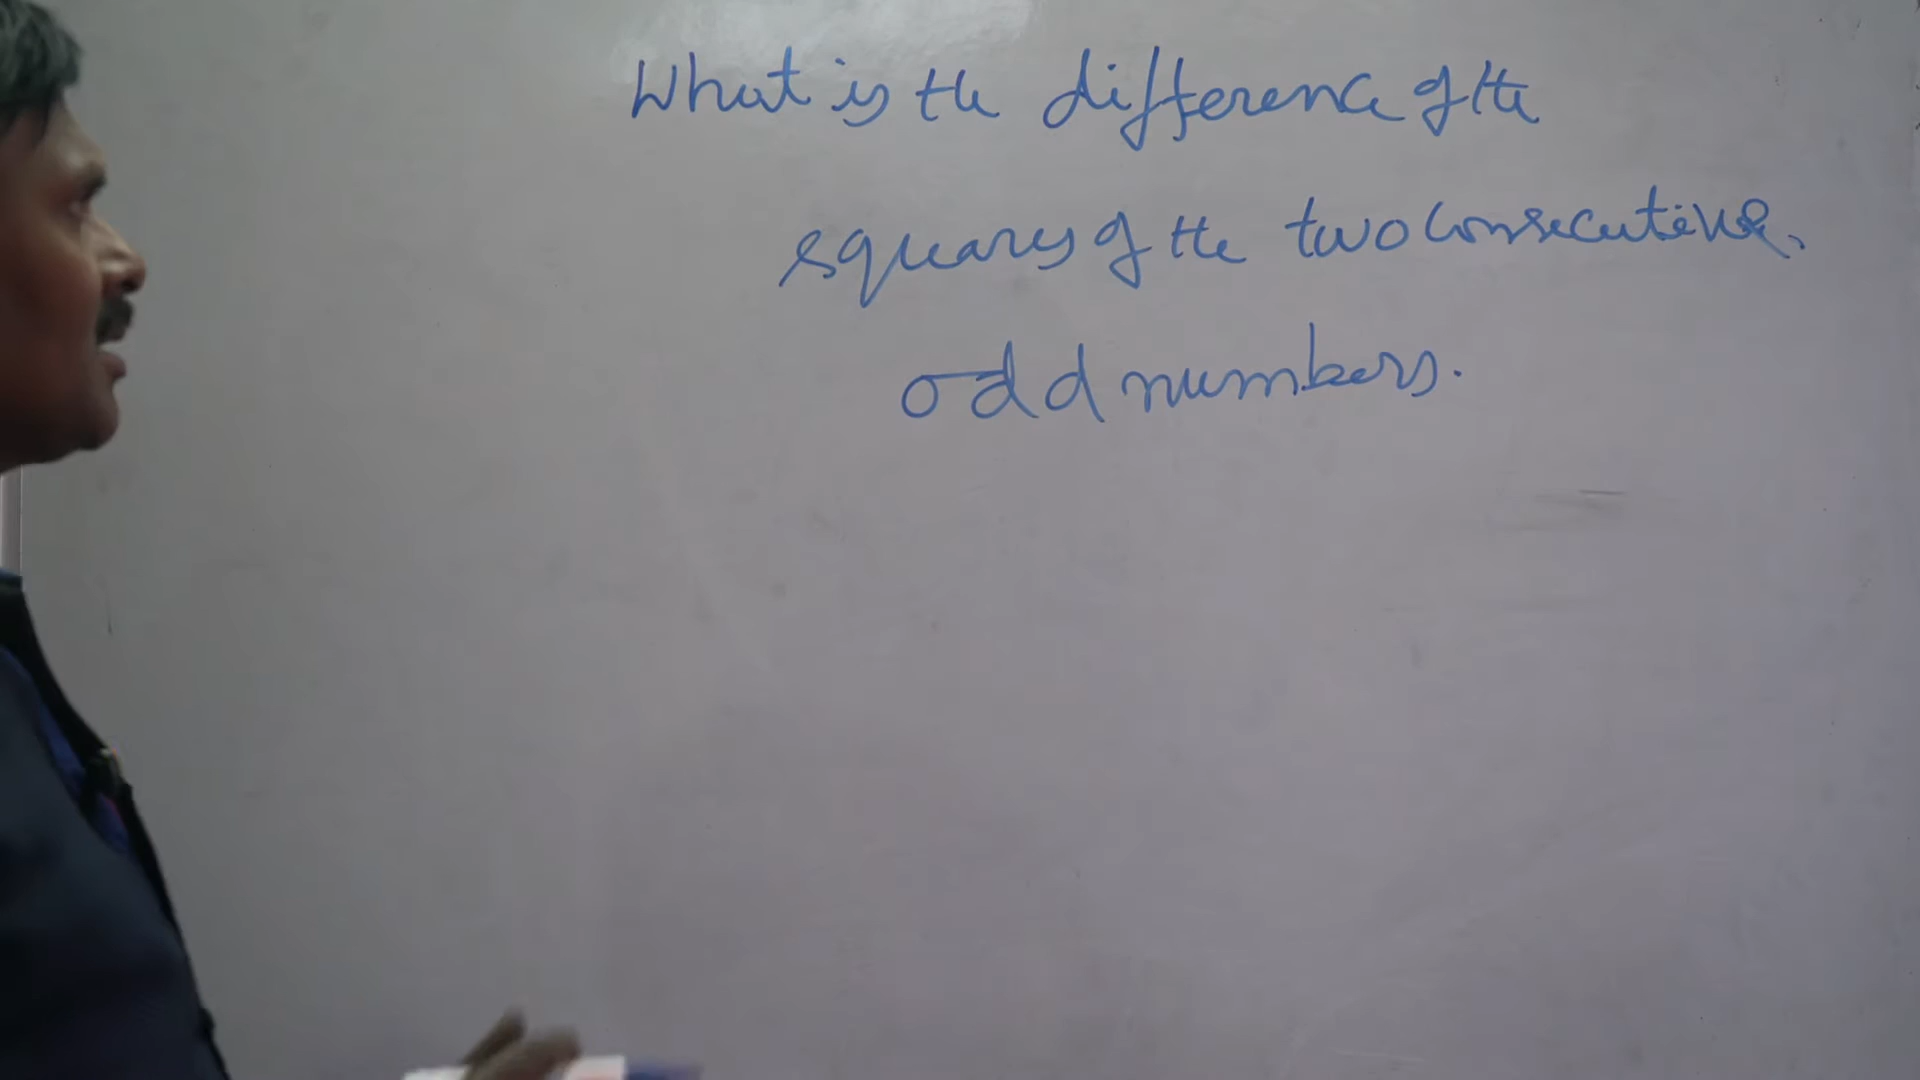 What is the difference of the
squares of the two consecutive
odd numbers.